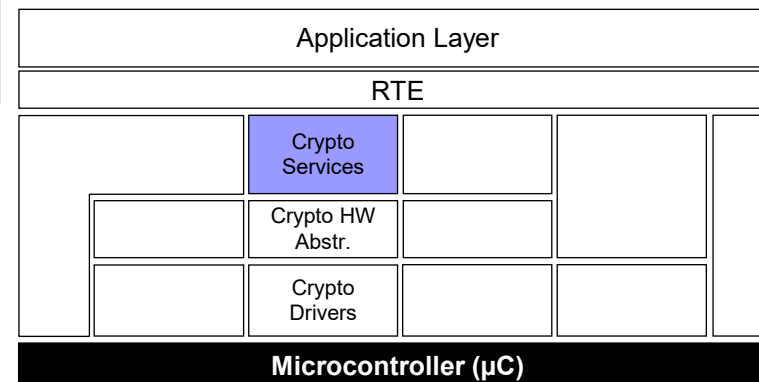 Application Layer
RTE
Crypto
Services
Crypto HW
Abstr.
Crypto
Drivers
Microcontroller (µC)